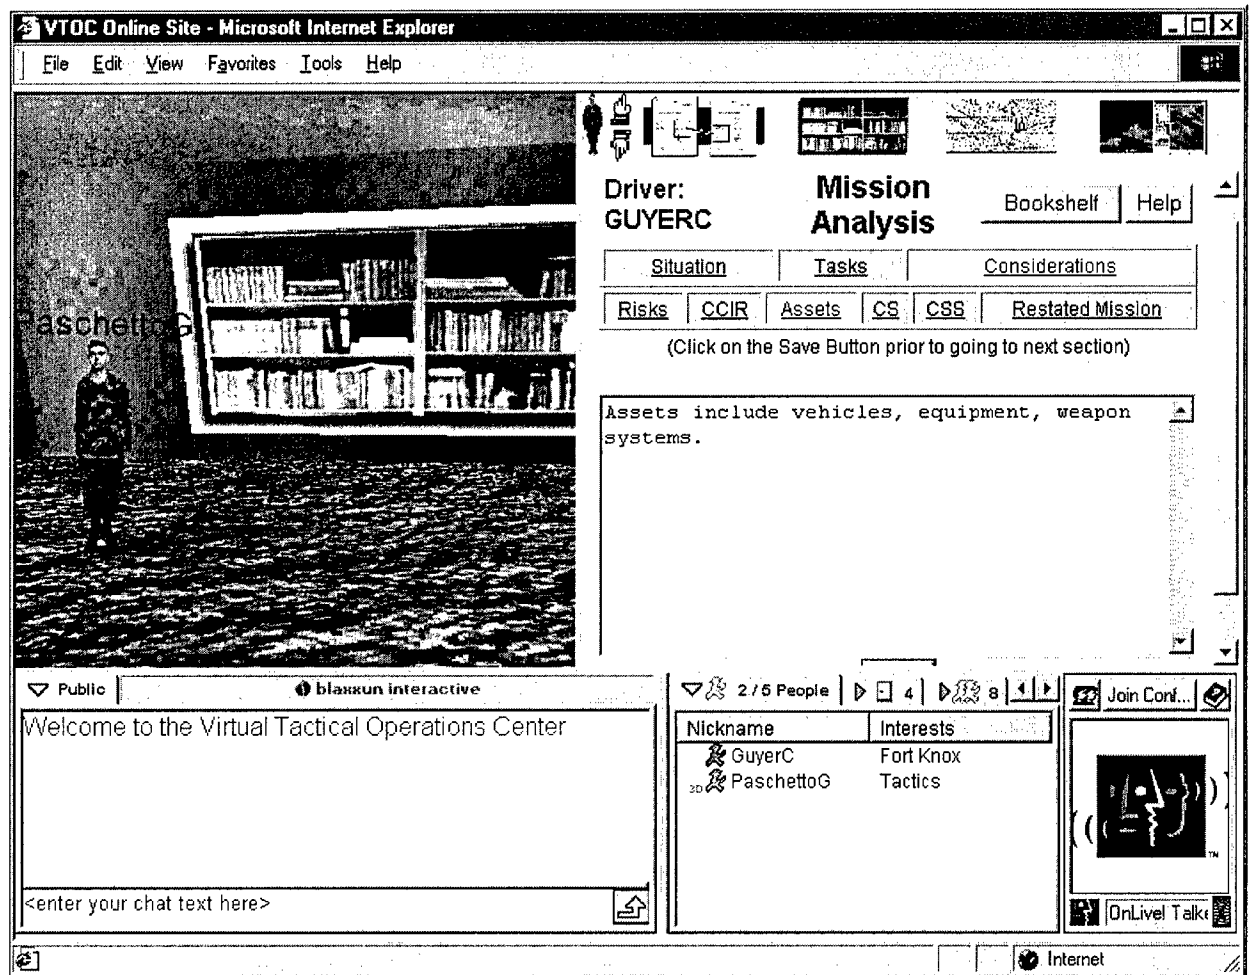 VTOC Online Site - Microsoft Internet Explorer
File Edit View Favorites Tools Help
aschettoG
Driver:
GUYERC
Mission
Analysis
Bookshelf Help
Situation Tasks Considerations
Risks CCIR Assets CS CSS Restated Mission
(Click on the Save Button prior to going to next section)
Assets include vehicles, equipment, weapon
systems.
Public blaxxun interactive
Welcome to the Virtual Tactical Operations Center
<enter your chat text here>
2 / 5 People 4 8
Nickname Interests
GuyerC Fort Knox
3D PaschettoG Tactics
Join Conf...
TM
OnLive! Talke
Internet